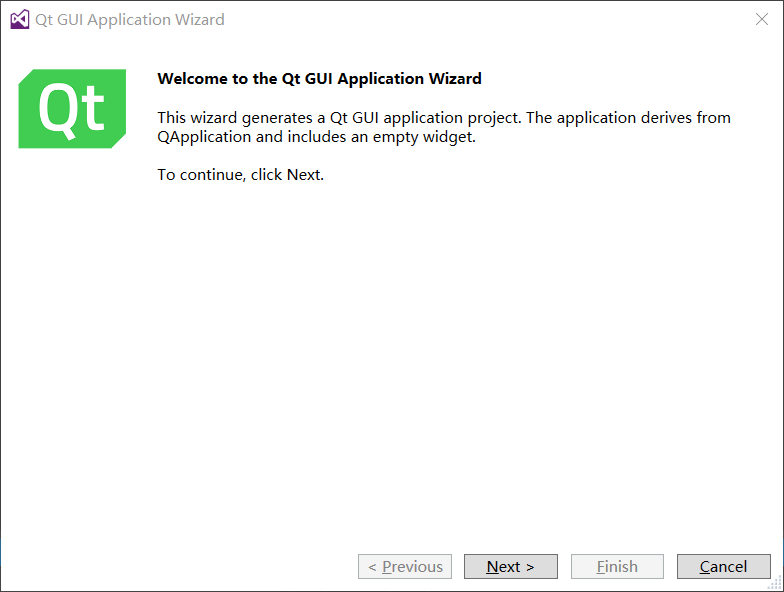 Qt GUI Application Wizard
Qt
Welcome to the Qt GUI Application Wizard
This wizard generates a Qt GUI application project. The application derives from
QApplication and includes an empty widget.
To continue, click Next.
< Previous
Next >
Finish
Cancel